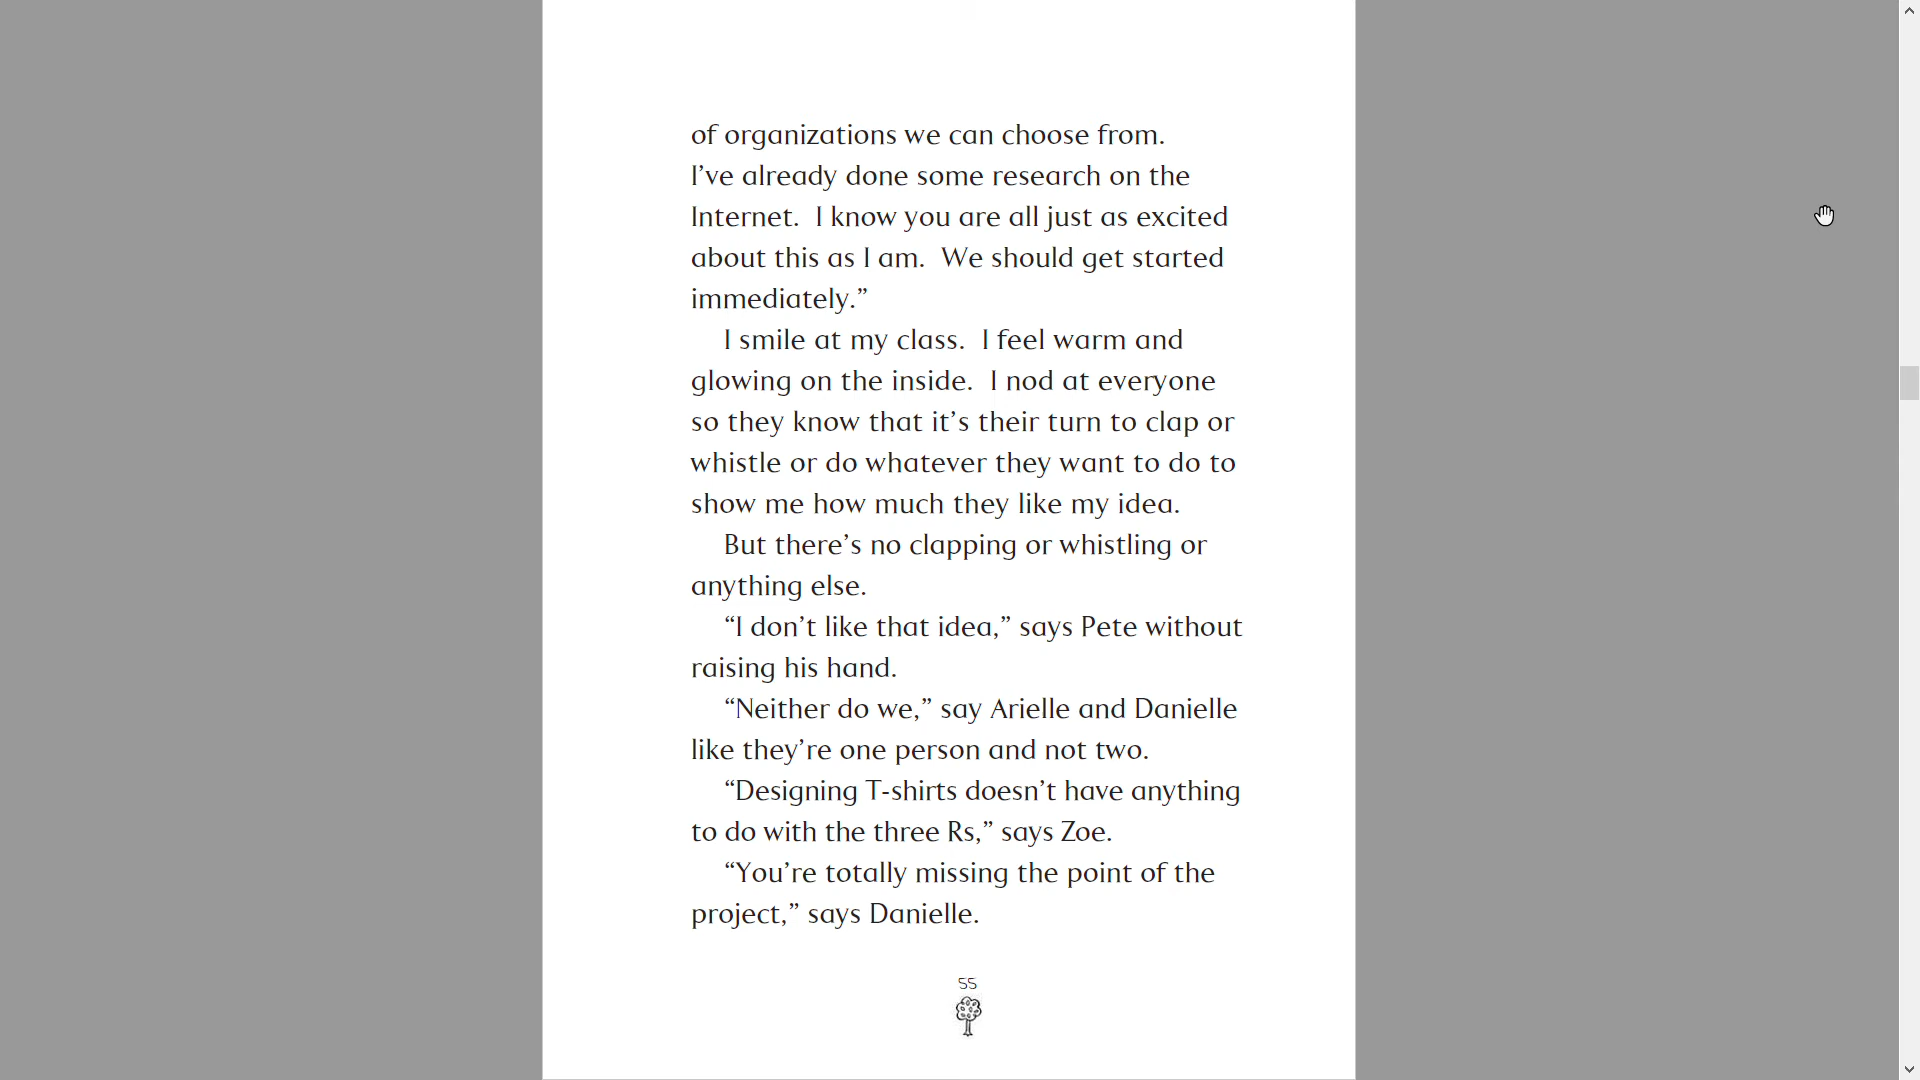 of organizations we can choose from.
I’ve already done some research on the
Internet.  I know you are all just as excited
about this as I am.  We should get started
immediately.”
I smile at my class.  I feel warm and
glowing on the inside.  I nod at everyone
so they know that it’s their turn to clap or
whistle or do whatever they want to do to
show me how much they like my idea.
But there’s no clapping or whistling or
anything else.
“I don’t like that idea,” says Pete without
raising his hand.
“Neither do we,” say Arielle and Danielle
like they’re one person and not two.
“Designing T-shirts doesn’t have anything
to do with the three Rs,” says Zoe.
“You’re totally missing the point of the
project,” says Danielle.
55